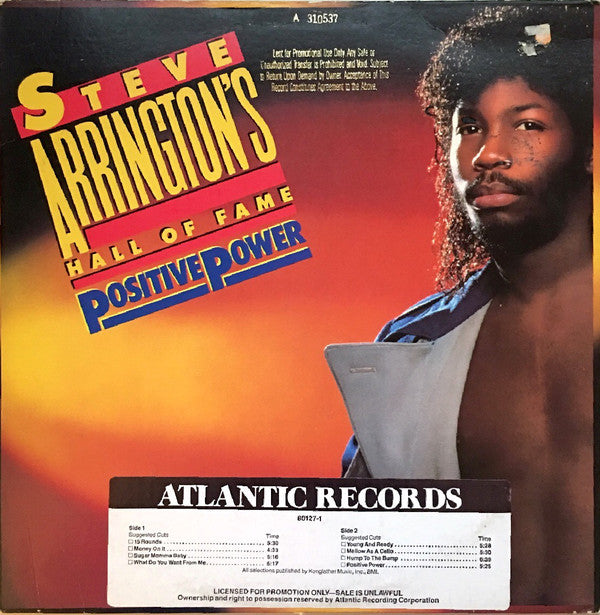 A 310537
Lent for Promotional Use Only Any Sale or
Unauthorized Transfer is Prohibited and Void. Subject
to Return Upon Demand by Owner. Acceptance of This
Record Constitutes Agreement to the Above.
STEVE
ARRINGTON'S
HALL OF FAME
POSITIVE POWER
ATLANTIC RECORDS
80127-1
Side 1
Suggested Cuts Time
15 Rounds 5:30
Money On It 4:33
Sugar Momma Baby 5:16
What Do You Want From Me 5:17
Side 2
Suggested Cuts Time
Young And Ready 5:28
Mellow As A Cello 5:30
Hump To The Bump
Positive Power 5:25
All selections published by Konglather Music, Inc., BMI.
LICENSED FOR PROMOTION ONLY—SALE IS UNLAWFUL
Ownership and right to possession reserved by Atlantic Recording Corporation